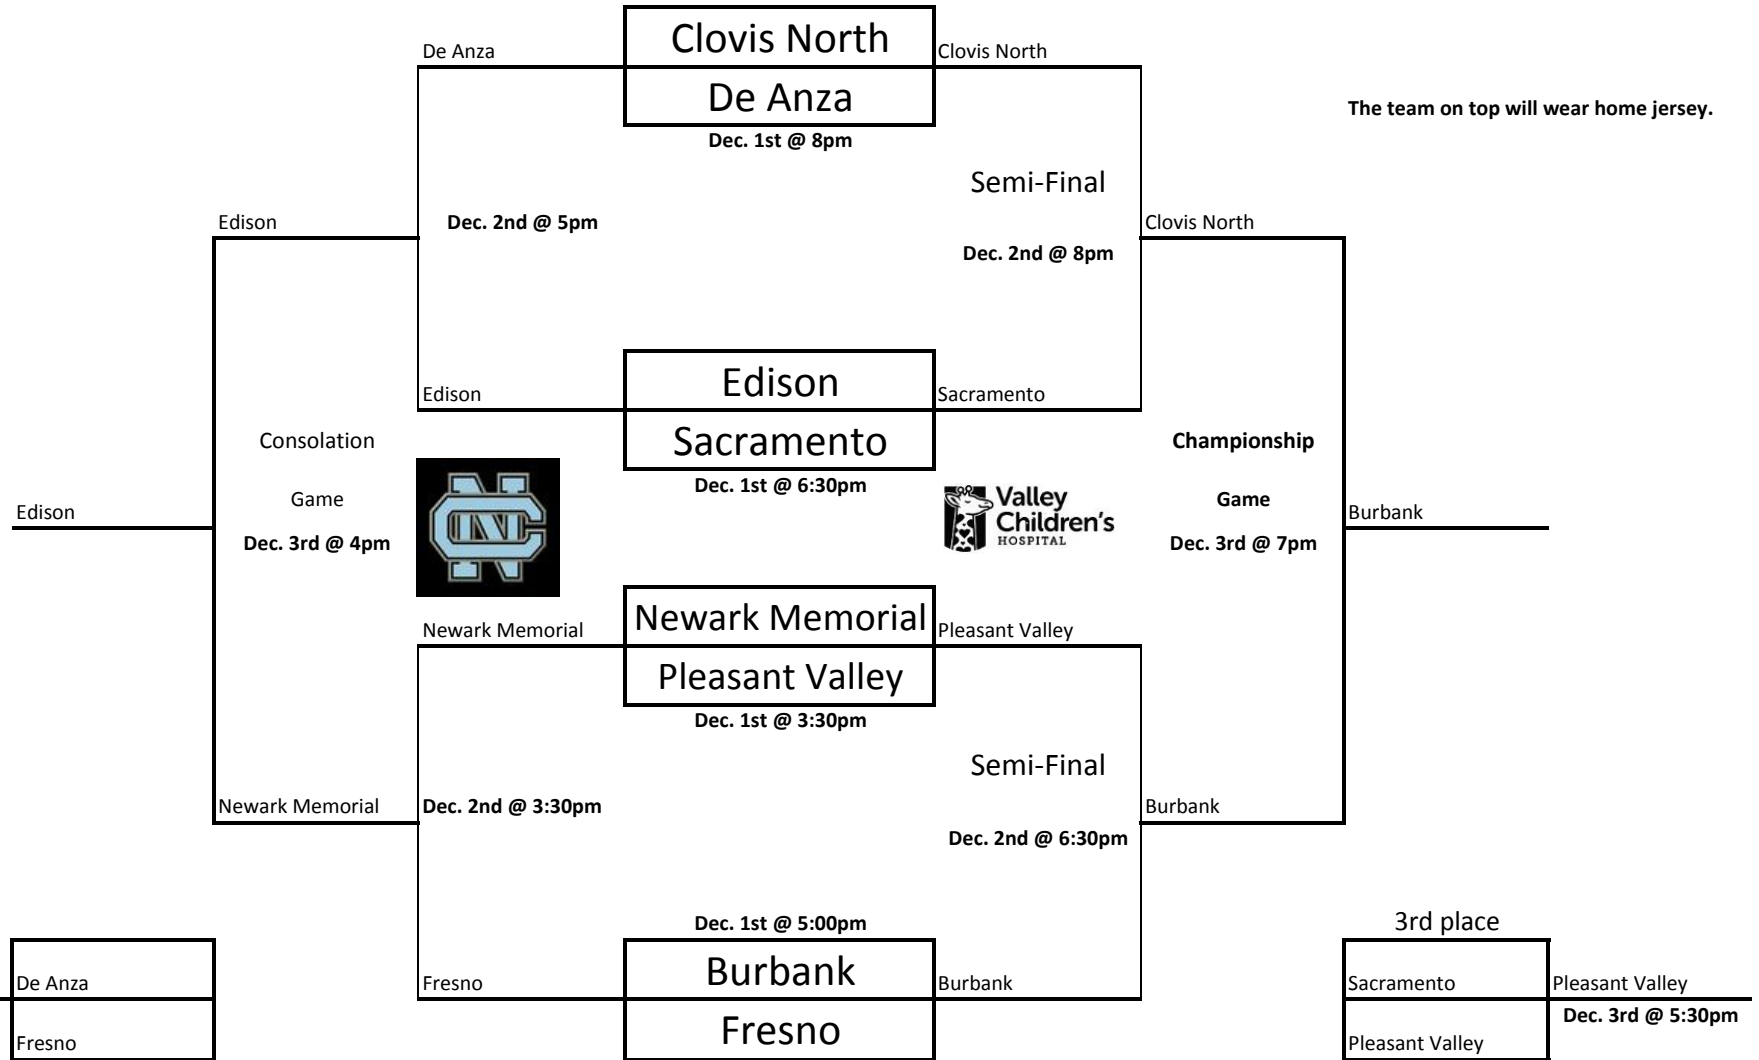 Clovis North
De Anza
Clovis North
De Anza
The team on top will wear home jersey.
Dec. 1st @ 8pm
Semi-Final
Edison
Dec. 2nd @ 5pm
Clovis North
Dec. 2nd @ 8pm
Edison
Edison
Sacramento
Sacramento
Consolation
Championship
Dec. 1st @ 6:30pm
Game
Valley
Children's
HOSPITAL
Game
Edison
Burbank
Dec. 3rd @ 4pm
CN
Dec. 3rd @ 7pm
Newark Memorial
Newark Memorial
Pleasant Valley
Pleasant Valley
Dec. 1st @ 3:30pm
Semi-Final
Newark Memorial
Dec. 2nd @ 3:30pm
Burbank
Dec. 2nd @ 6:30pm
Dec. 1st @ 5:00pm
3rd place
De Anza
Fresno
Burbank
Burbank
Sacramento
Pleasant Valley
Dec. 3rd @ 5:30pm
Fresno
Fresno
Pleasant Valley